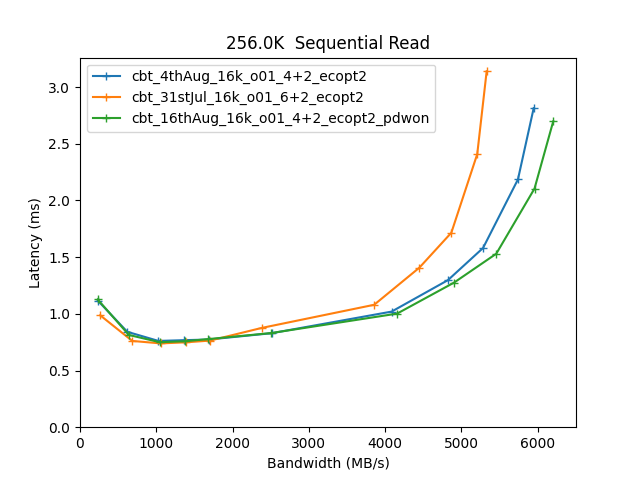 256.0K  Sequential Read
cbt_4thAug_16k_o01_4+2_ecopt2
cbt_31stJul_16k_o01_6+2_ecopt2
cbt_16thAug_16k_o01_4+2_ecopt2_pdwon
Latency (ms)
3.0
2.5
2.0
1.5
1.0
0.5
0.0
0 1000 2000 3000 4000 5000 6000
Bandwidth (MB/s)